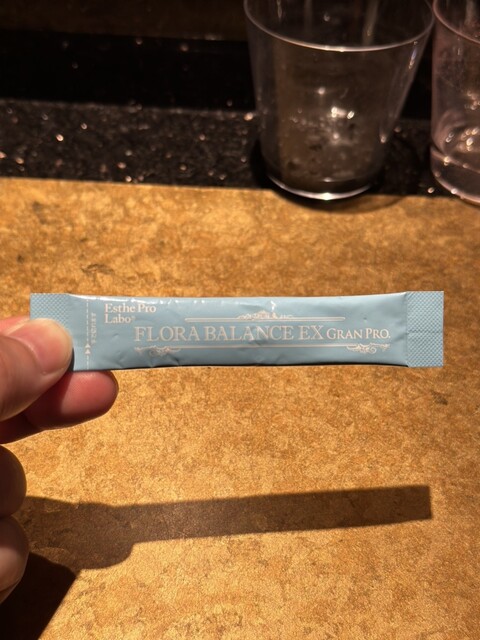 Esthe Pro
Labo
FLORA BALANCE EX GRAN PRO.